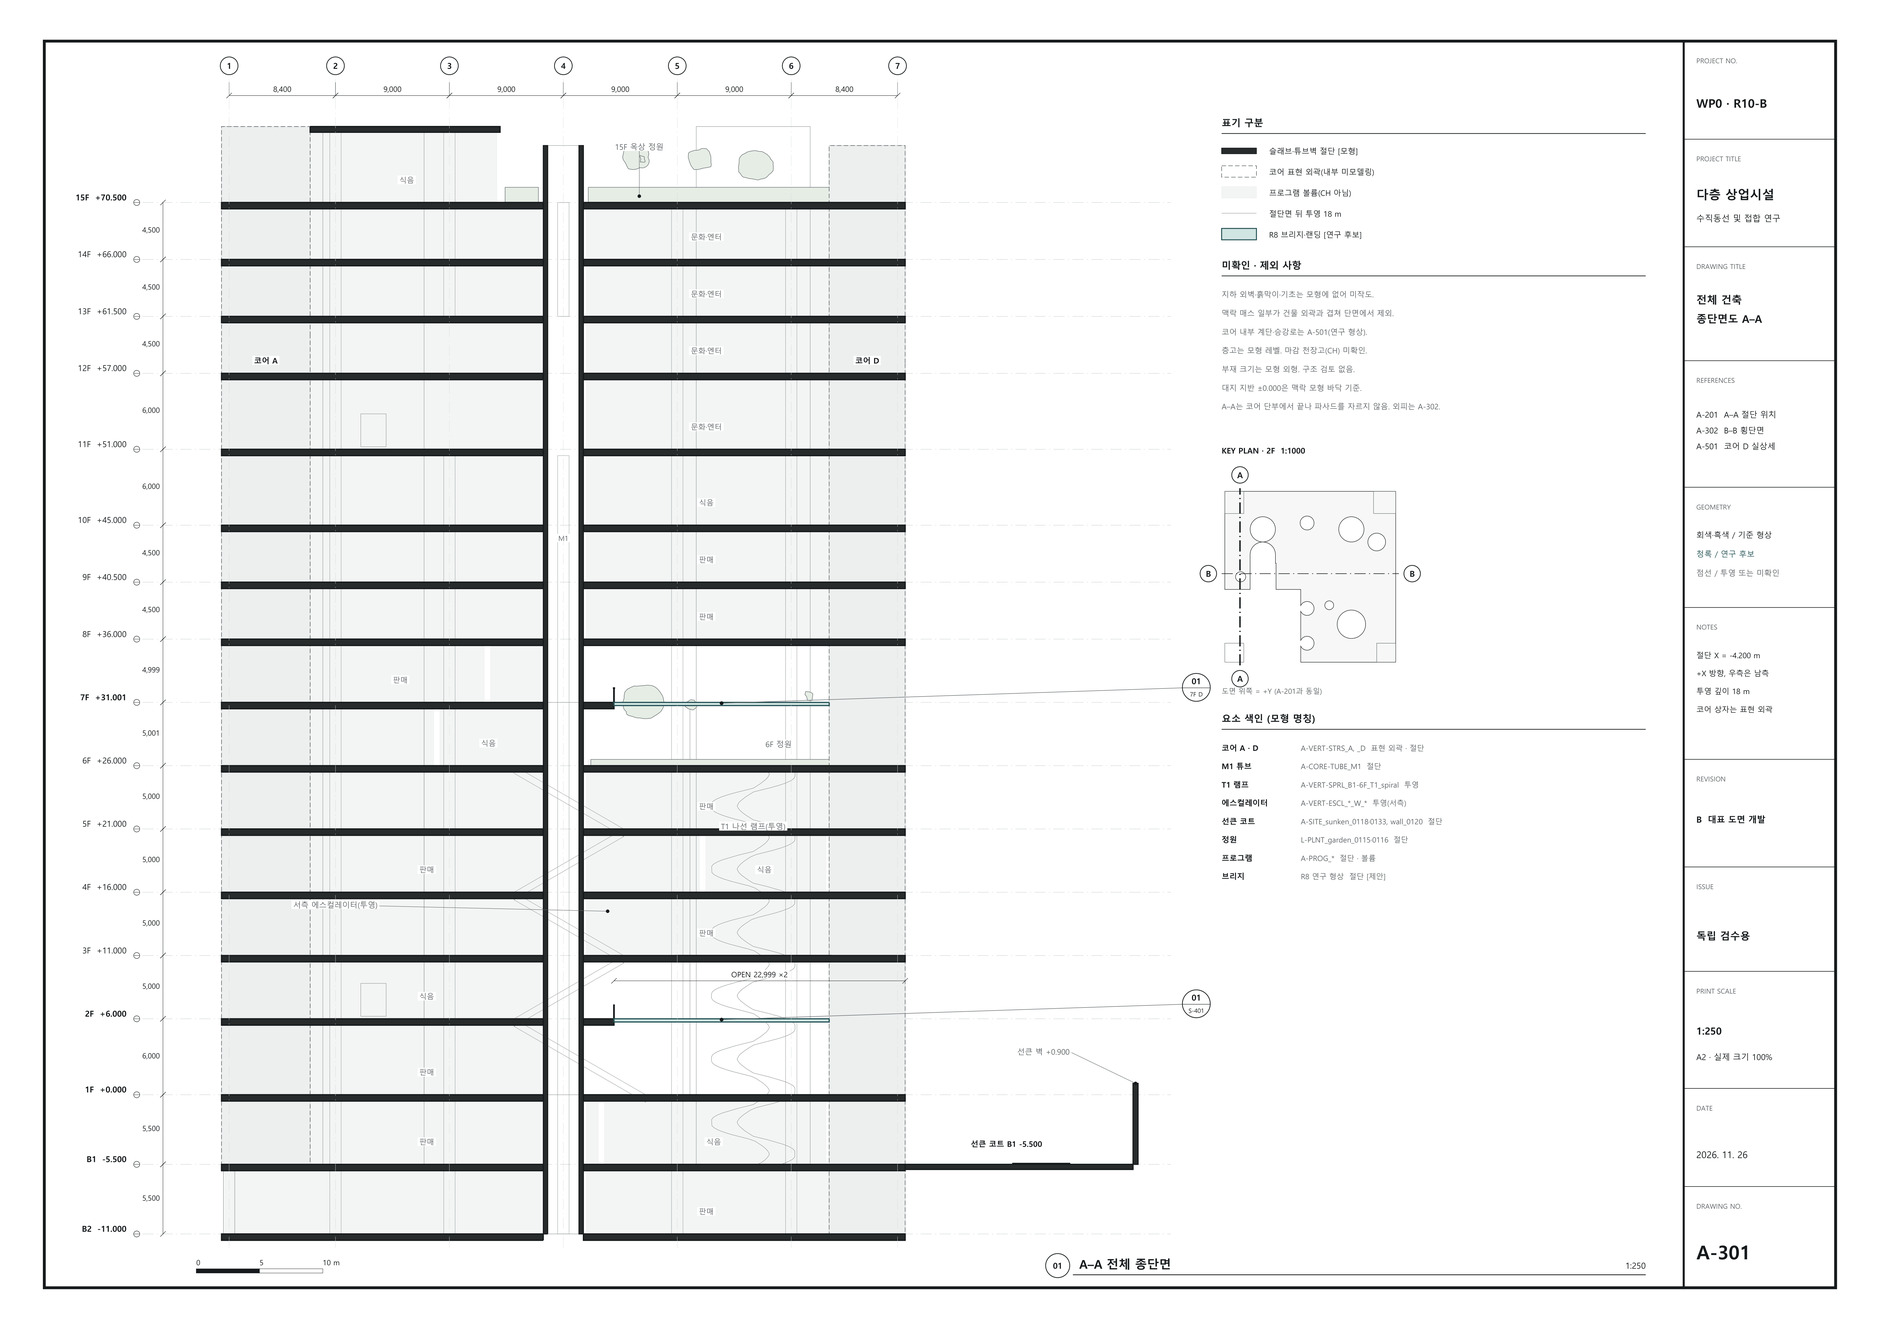 1 2 3 4 5 6 7
8,400 9,000 9,000 9,000 9,000 8,400
15F 옥상 정원
식음
15F +70.500
4,500
문화·엔터
14F +66.000
4,500
문화·엔터
13F +61.500
4,500
문화·엔터
코어 A
코어 D
12F +57.000
6,000
문화·엔터
11F +51.000
6,000
식음
10F +45.000
M1
4,500
판매
9F +40.500
4,500
판매
8F +36.000
4,999
판매
7F +31.001
01
7F D
5,001
식음
6F 정원
6F +26.000
5,000
판매
T1 나선 램프(투영)
5F +21.000
5,000
판매
식음
4F +16.000
서측 에스컬레이터(투영)
5,000
판매
3F +11.000
OPEN 22,999 ×2
5,000
식음
2F +6.000
01
S-401
6,000
판매
선큰 벽 +0.900
1F +0.000
5,500
판매
식음
선큰 코트 B1 -5.500
B1 -5.500
5,500
판매
B2 -11.000
0 5 10 m
01 A–A 전체 종단면
1:250
표기 구분
슬래브·튜브벽 절단 [모형]
코어 표현 외곽(내부 미모델링)
프로그램 볼륨(CH 아님)
절단면 뒤 투영 18 m
R8 브리지·랜딩 [연구 후보]
미확인 · 제외 사항
지하 외벽·흙막이·기초는 모형에 없어 미작도.
맥락 매스 일부가 건물 외곽과 겹쳐 단면에서 제외.
코어 내부 계단·승강로는 A-501(연구 형상).
층고는 모형 레벨. 마감 천장고(CH) 미확인.
부재 크기는 모형 외형. 구조 검토 없음.
대지 지반 ±0.000은 맥락 모형 바닥 기준.
A–A는 코어 단부에서 끝나 파사드를 자르지 않음. 외피는 A-302.
KEY PLAN · 2F 1:1000
A
B B
A
도면 위쪽 = +Y (A-201과 동일)
요소 색인 (모형 명칭)
코어 A · D A-VERT-STRS_A, _D 표현 외곽 · 절단
M1 튜브 A-CORE-TUBE_M1 절단
T1 램프 A-VERT-SPRL_B1-6F_T1_spiral 투영
에스컬레이터 A-VERT-ESCL_*_W_* 투영(서측)
선큰 코트 A-SITE_sunken_0118·0133; wall_0120 절단
정원 L-PLNT_garden_0115·0116 절단
프로그램 A-PROG_* 절단 · 볼륨
브리지 R8 연구 형상 절단 [제안]
PROJECT NO.
WP0 · R10-B
PROJECT TITLE
다층 상업시설
수직동선 및 접합 연구
DRAWING TITLE
전체 건축
종단면도 A–A
REFERENCES
A-201 A–A 절단 위치
A-302 B–B 횡단면
A-501 코어 D 실상세
GEOMETRY
회색·흑색 / 기준 형상
청록 / 연구 후보
점선 / 투영 또는 미확인
NOTES
절단 X = -4.200 m
+X 방향, 우측은 남측
투영 깊이 18 m
코어 상자는 표현 외곽
REVISION
B 대표 도면 개발
ISSUE
독립 검수용
PRINT SCALE
1:250
A2 · 실제 크기 100%
DATE
2026. 11. 26
DRAWING NO.
A-301